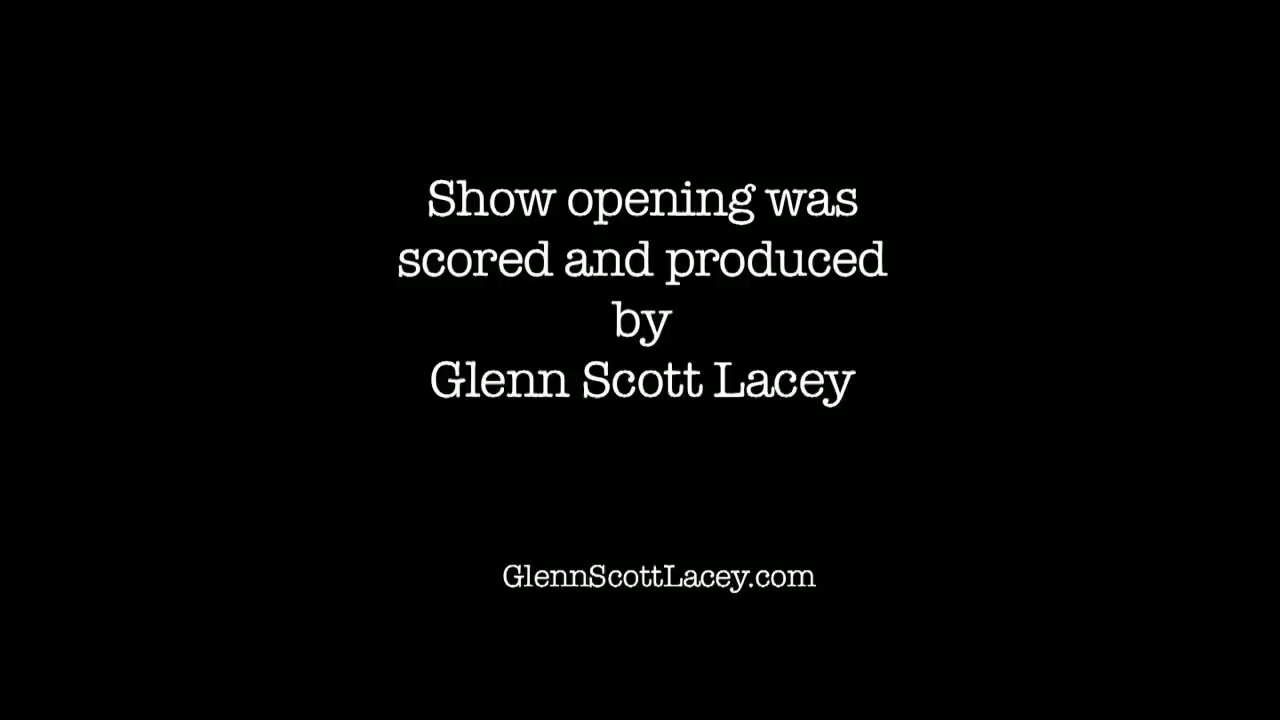 Show opening was
scored and produced
by
Glenn Scott Lacey
GlennScottLacey.com